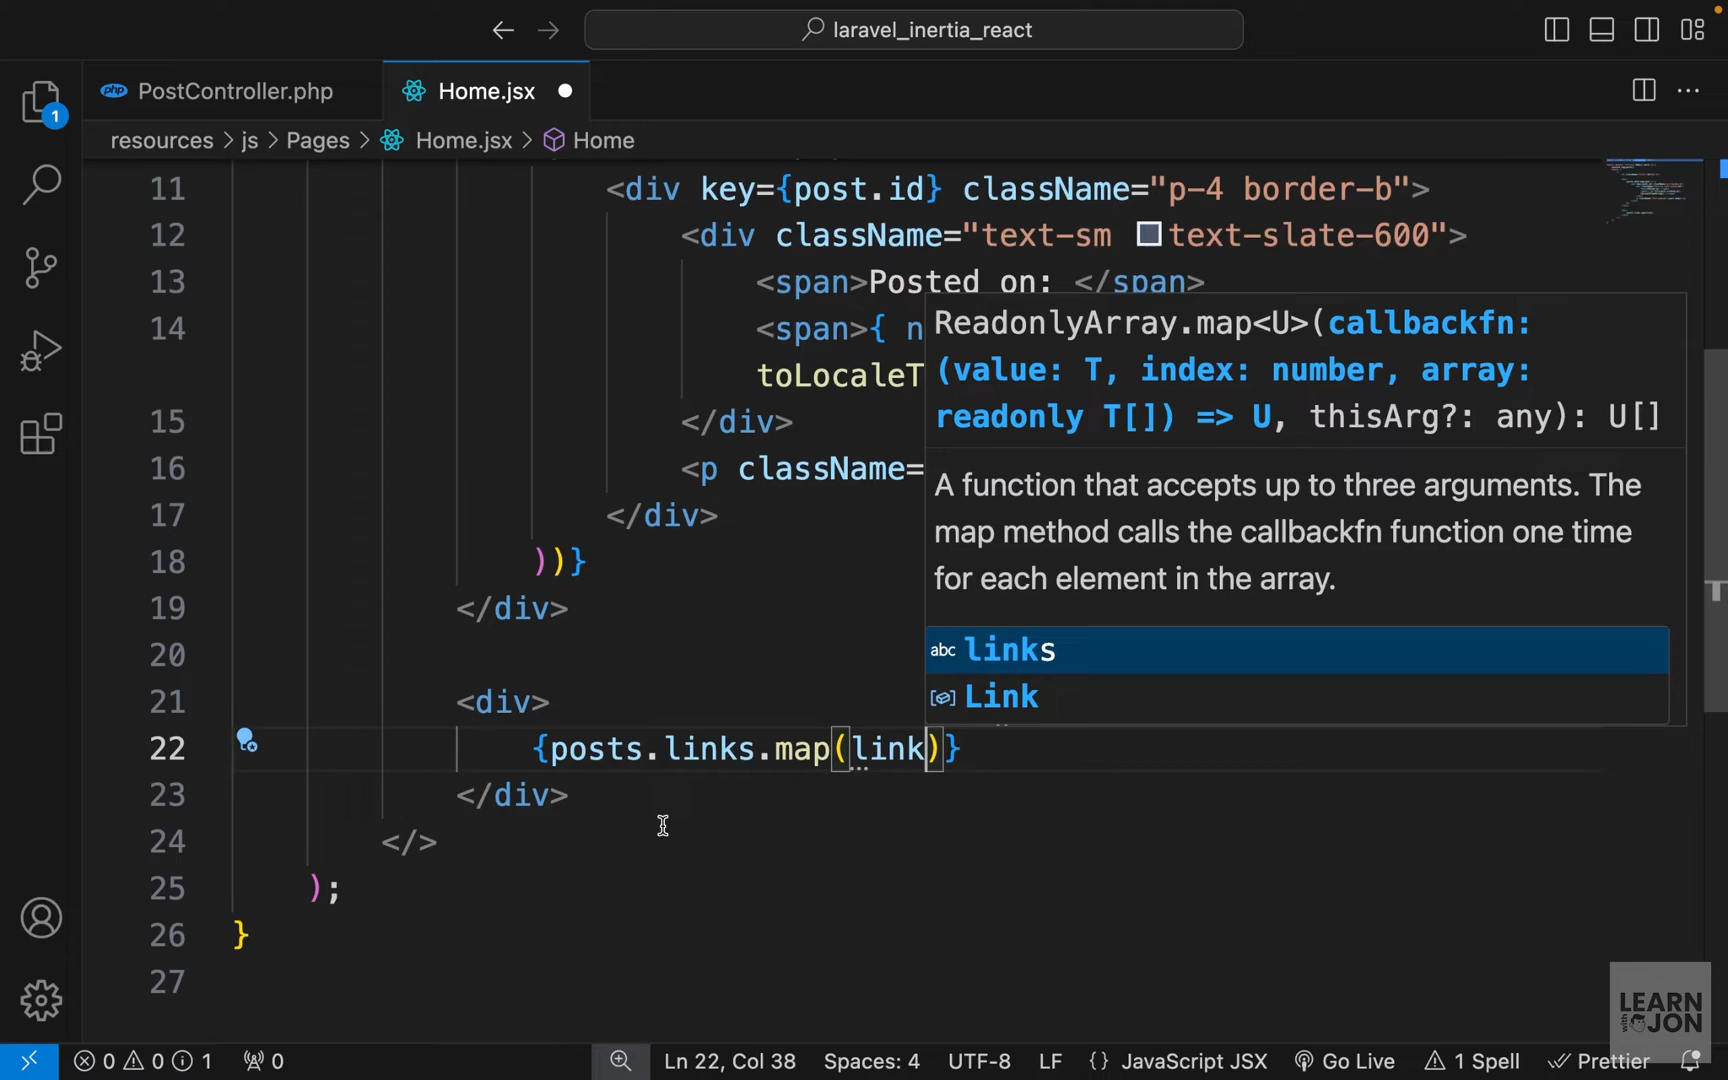 laravel_inertia_react
PostController.php
Home.jsx
resources > js > Pages > Home.jsx > Home
1
11 <div key={post.id} className="p-4 border-b">
12 <div className="text-sm text-slate-600">
13 <span>Posted on: </span>
14 <span>{ n
toLocaleT
15 </div>
16 <p className=
17 </div>
18 ))}
19 </div>
20
21 <div>
22 {posts.links.map(link)}
23 </div>
24 </>
25 );
26 }
27
ReadonlyArray.map<U>(callbackfn:
(value: T, index: number, array:
readonly T[]) => U, thisArg?: any): U[]
A function that accepts up to three arguments. The
map method calls the callbackfn function one time
for each element in the array.
abc links
Link
LEARN
with JON
0 0 1 0 Ln 22, Col 38 Spaces: 4 UTF-8 LF {} JavaScript JSX Go Live 1 Spell Prettier